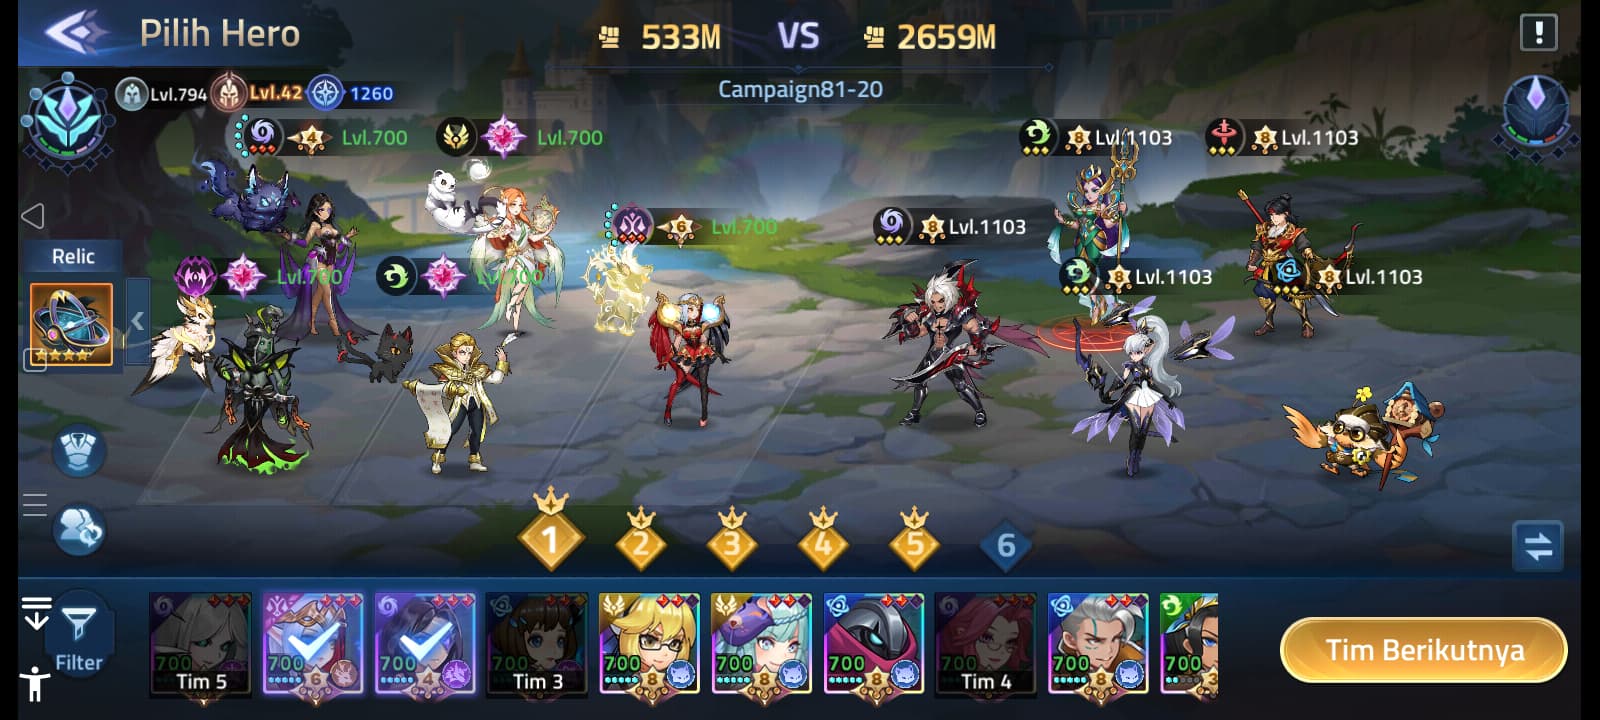 Pilih Hero
533M VS 2659M
Campaign81-20
Lvl.794 Lvl.42 1260
4 Lvl.700
Lvl.700
8 Lvl.1103
8 Lvl.1103
6 Lvl.700
8 Lvl.1103
Relic
Lvl.700
8 Lvl.1103
8 Lvl.1103
1 2 3 4 5 6
Filter
700 Tim 5
700 6
700 4
700 Tim 3
700 8
700 8
700 8
700 Tim 4
700 8
700 3
Tim Berikutnya